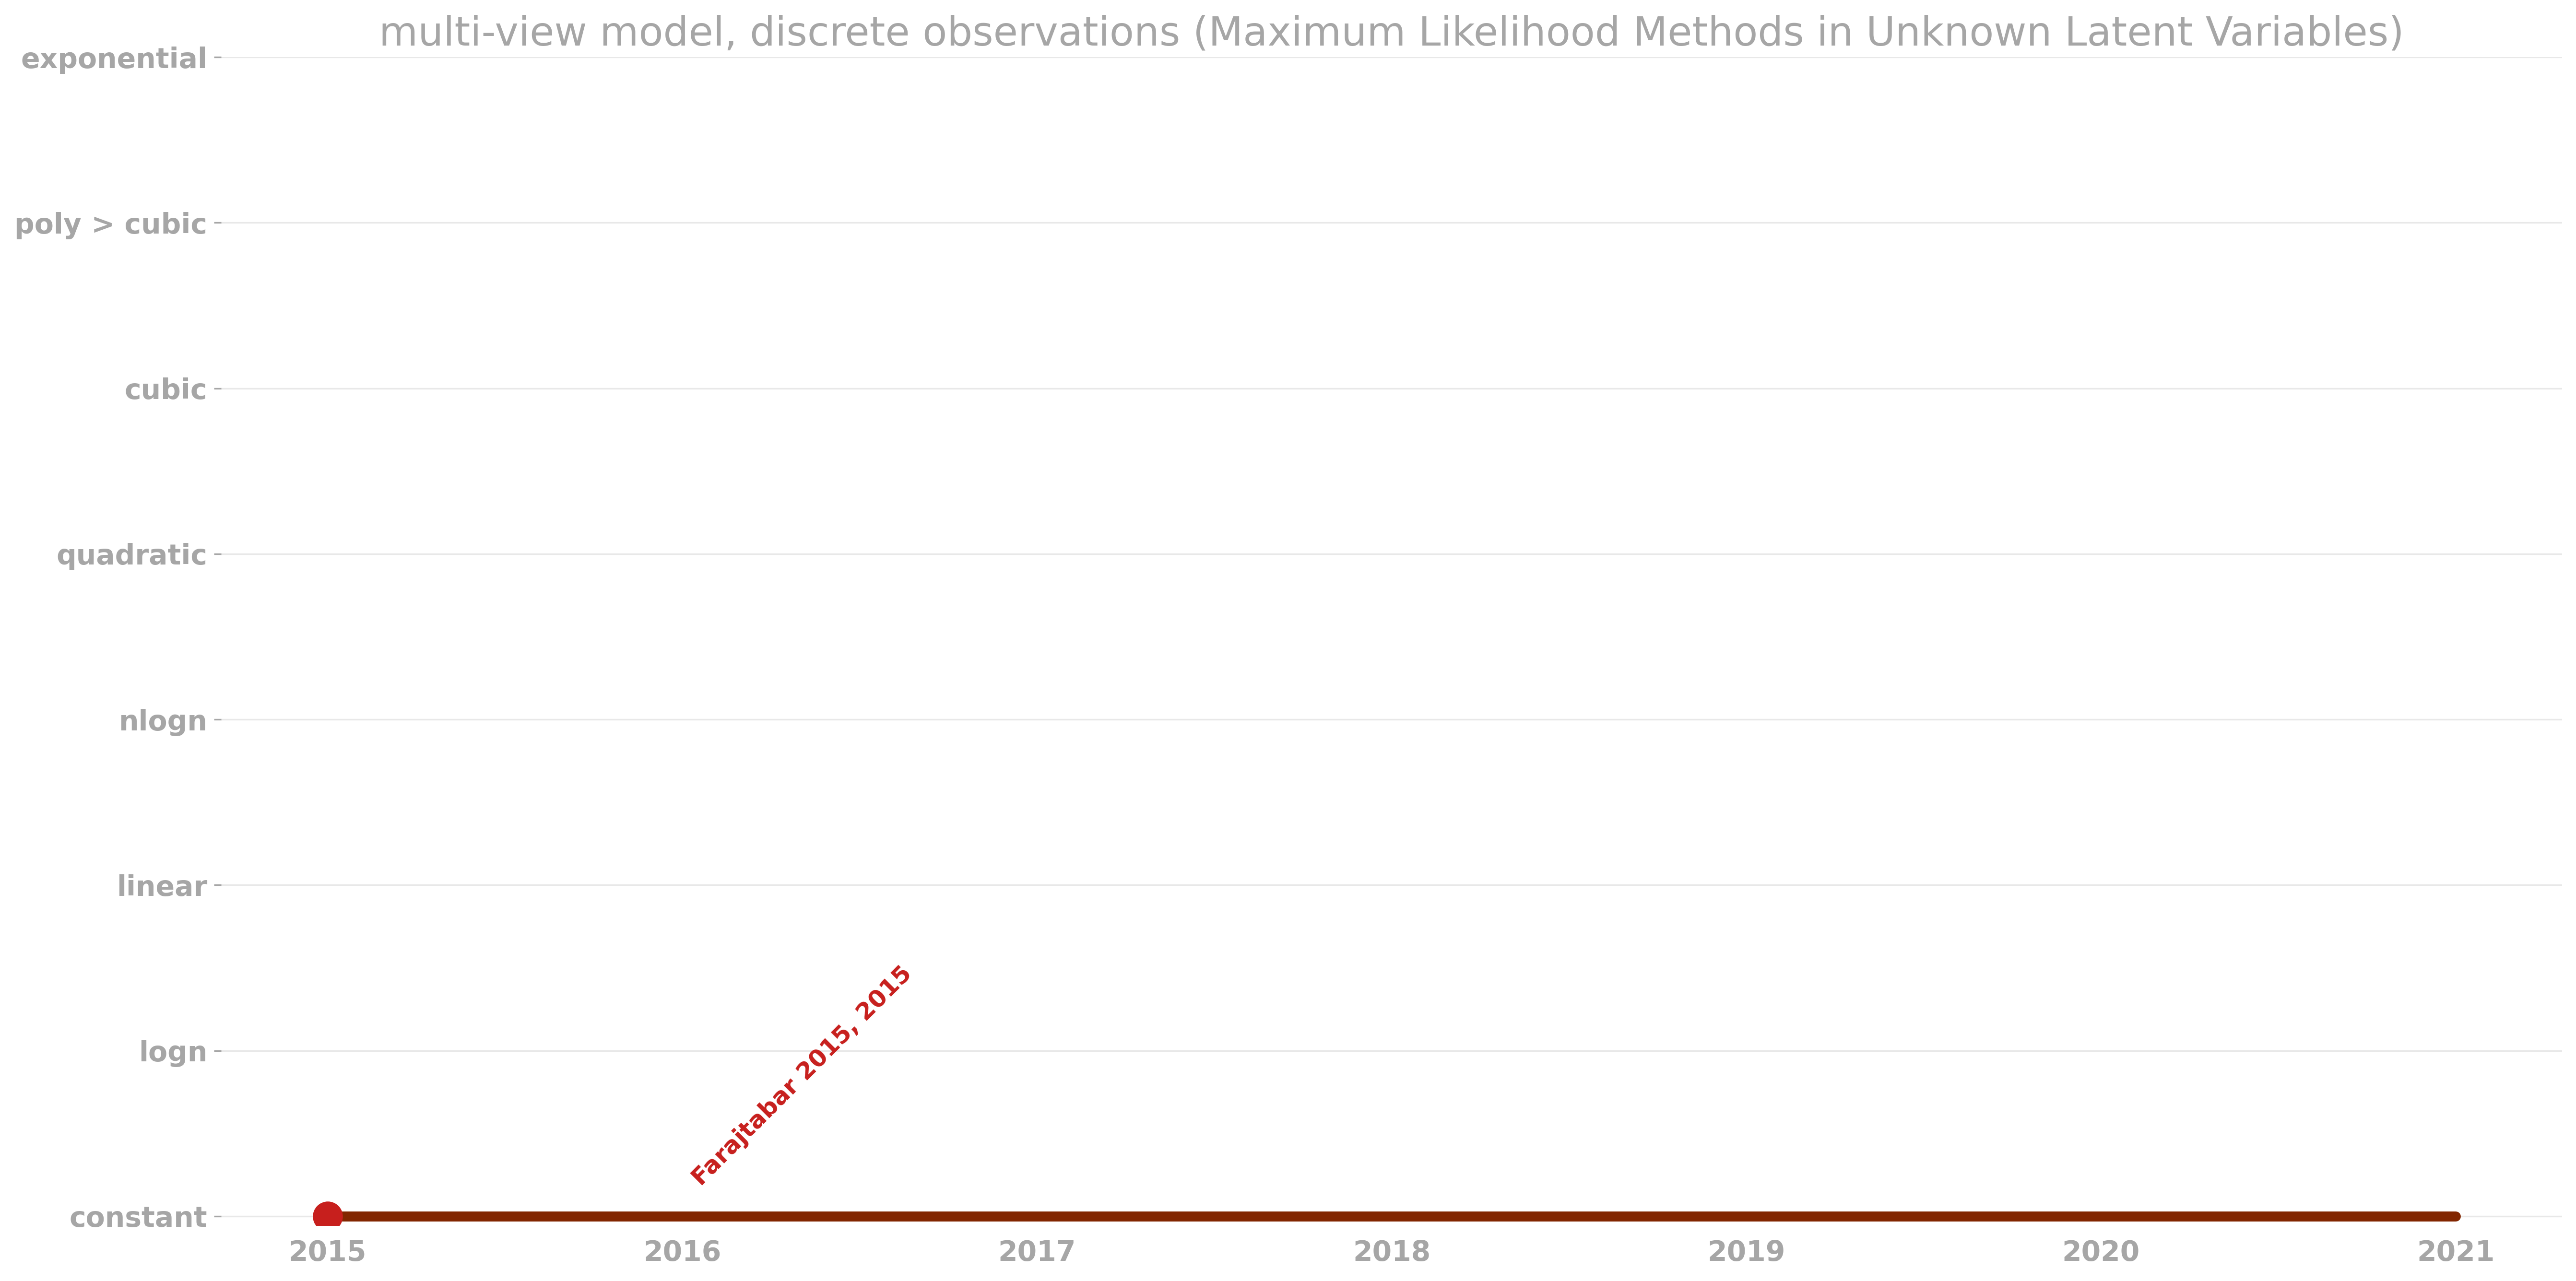 multi-view model, discrete observations (Maximum Likelihood Methods in Unknown Latent Variables)
exponential
poly > cubic
cubic
quadratic
nlogn
linear
logn
constant
Farajtabar 2015, 2015
2015 2016 2017 2018 2019 2020 2021